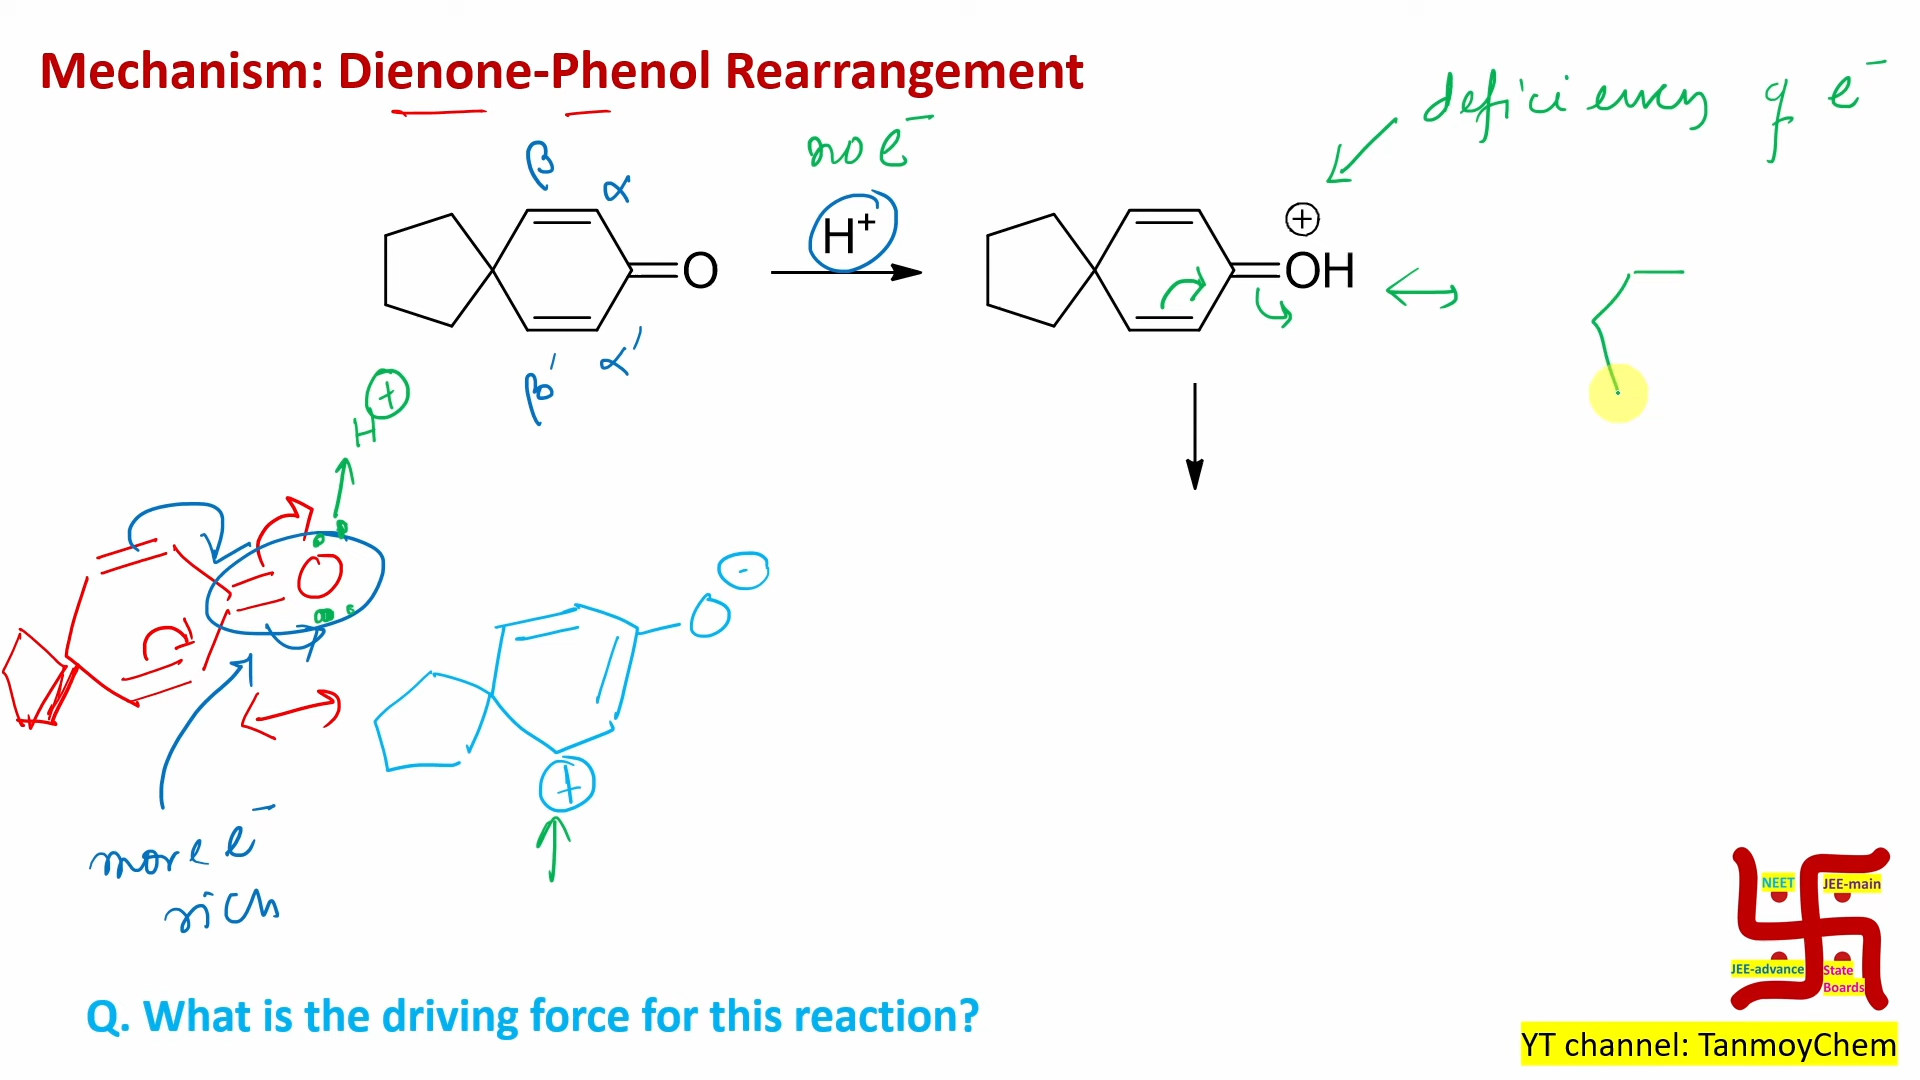 Mechanism: Dienone-Phenol Rearrangement
deficiency of e⁻
no e⁻
β
α
H⁺
O
⊕
OH
β'
α'
H⊕
O
O⊖
⊕
more e⁻
rich
NEET
JEE-main
JEE-advance
State
Boards
Q. What is the driving force for this reaction?
YT channel: TanmoyChem